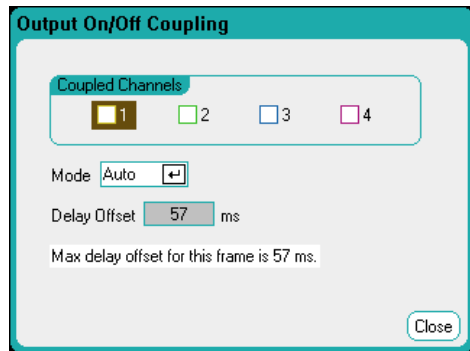 Output On/Off Coupling
Coupled Channels
1 2 3 4
Mode Auto
Delay Offset 57 ms
Max delay offset for this frame is 57 ms.
Close